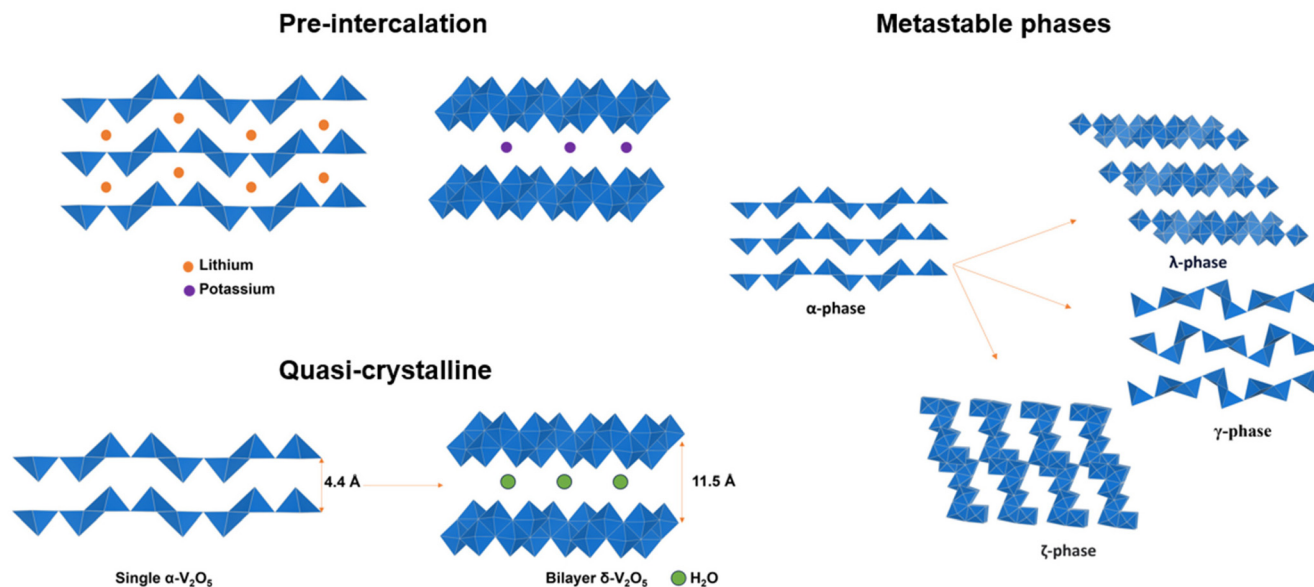 Pre-intercalation
Lithium
Potassium
Quasi-crystalline
4.4 Å
11.5 Å
Single α-V₂O₅
Bilayer δ-V₂O₅
H₂O
Metastable phases
α-phase
λ-phase
γ-phase
ζ-phase